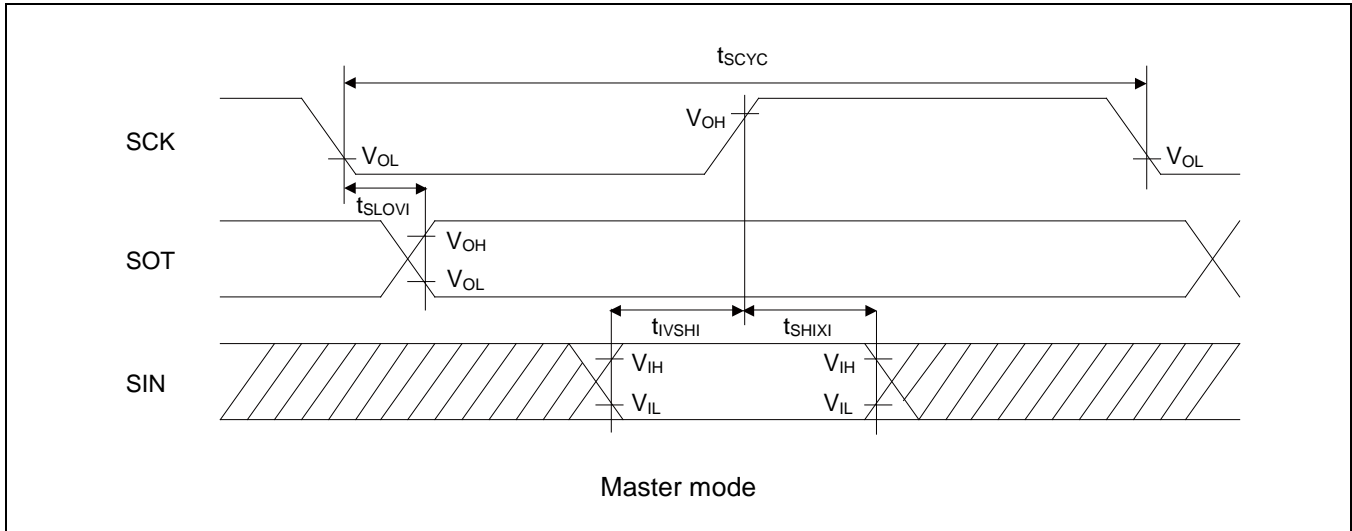 tSCYC
SCK
VOH
VOL
VOL
tSLOVI
SOT
VOH
VOL
tIVSHI
tSHIXI
SIN
VIH
VIH
VIL
VIL
Master mode